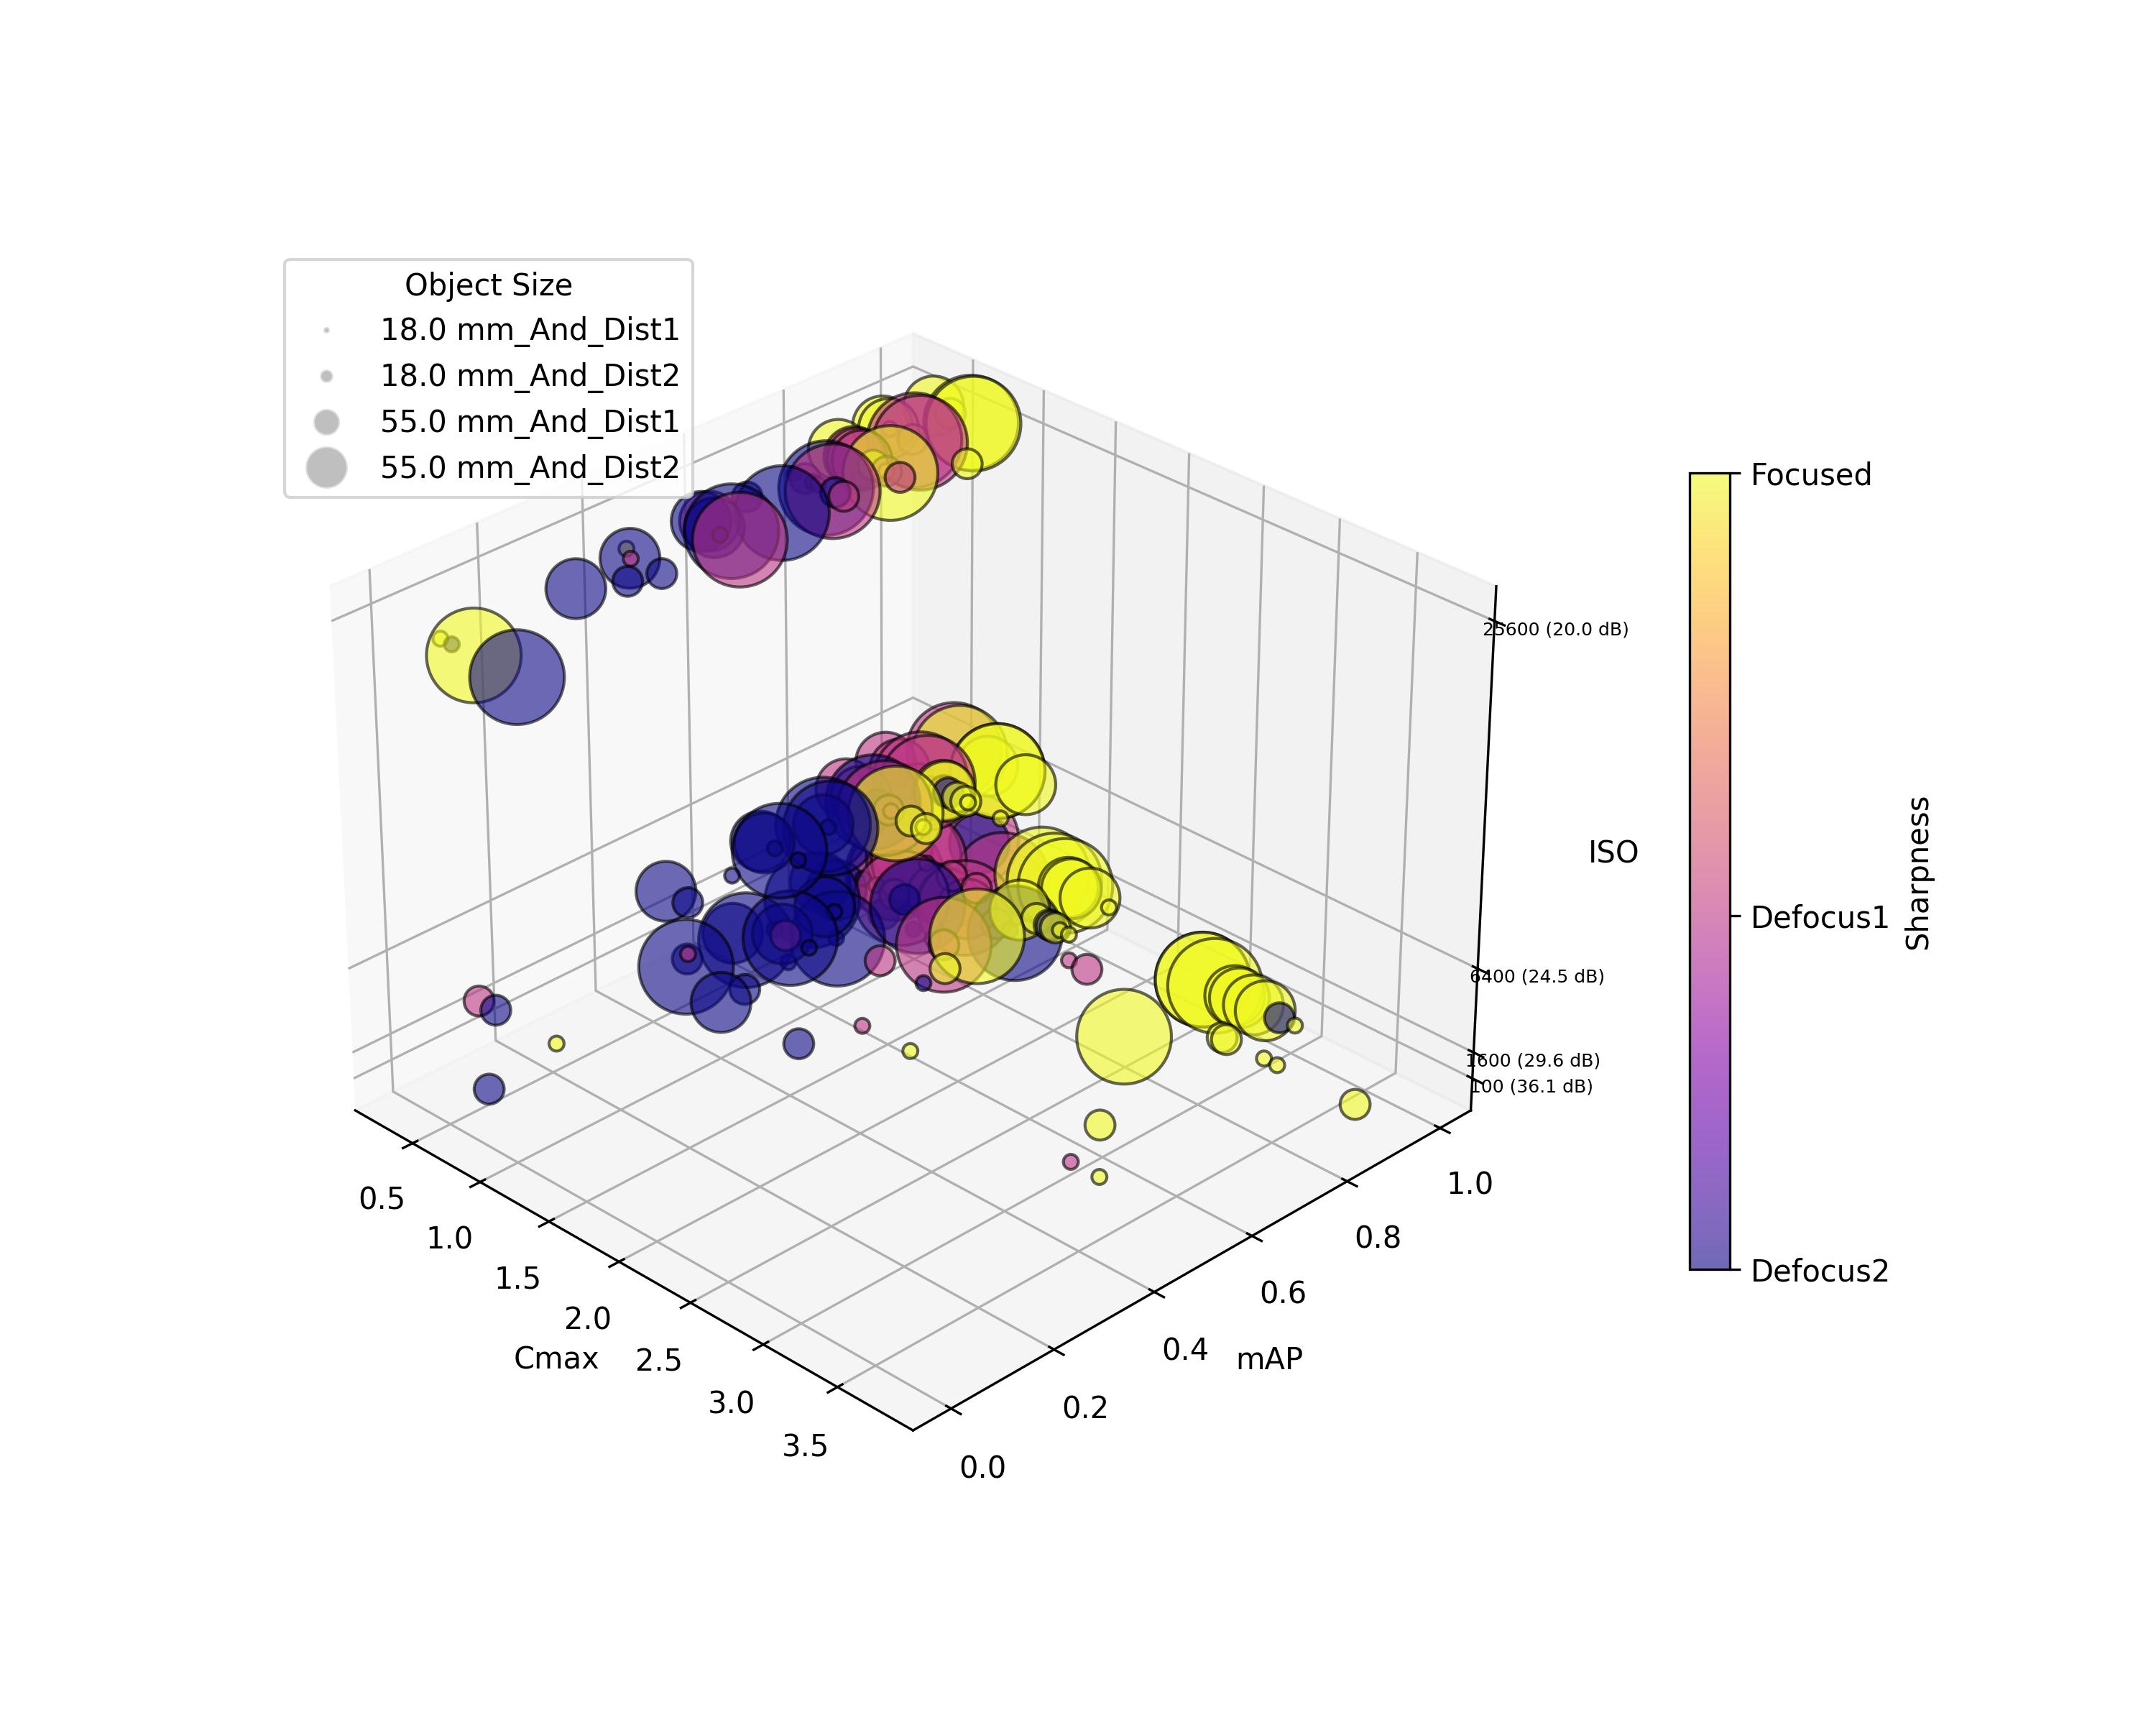 Object Size
18.0 mm_And_Dist1
18.0 mm_And_Dist2
55.0 mm_And_Dist1
55.0 mm_And_Dist2
25600 (20.0 dB)
6400 (24.5 dB)
1600 (29.6 dB)
100 (36.1 dB)
ISO
0.5
1.0
1.5
2.0
2.5
3.0
3.5
Cmax
0.0
0.2
0.4
0.6
0.8
1.0
mAP
Focused
Defocus1
Defocus2
Sharpness